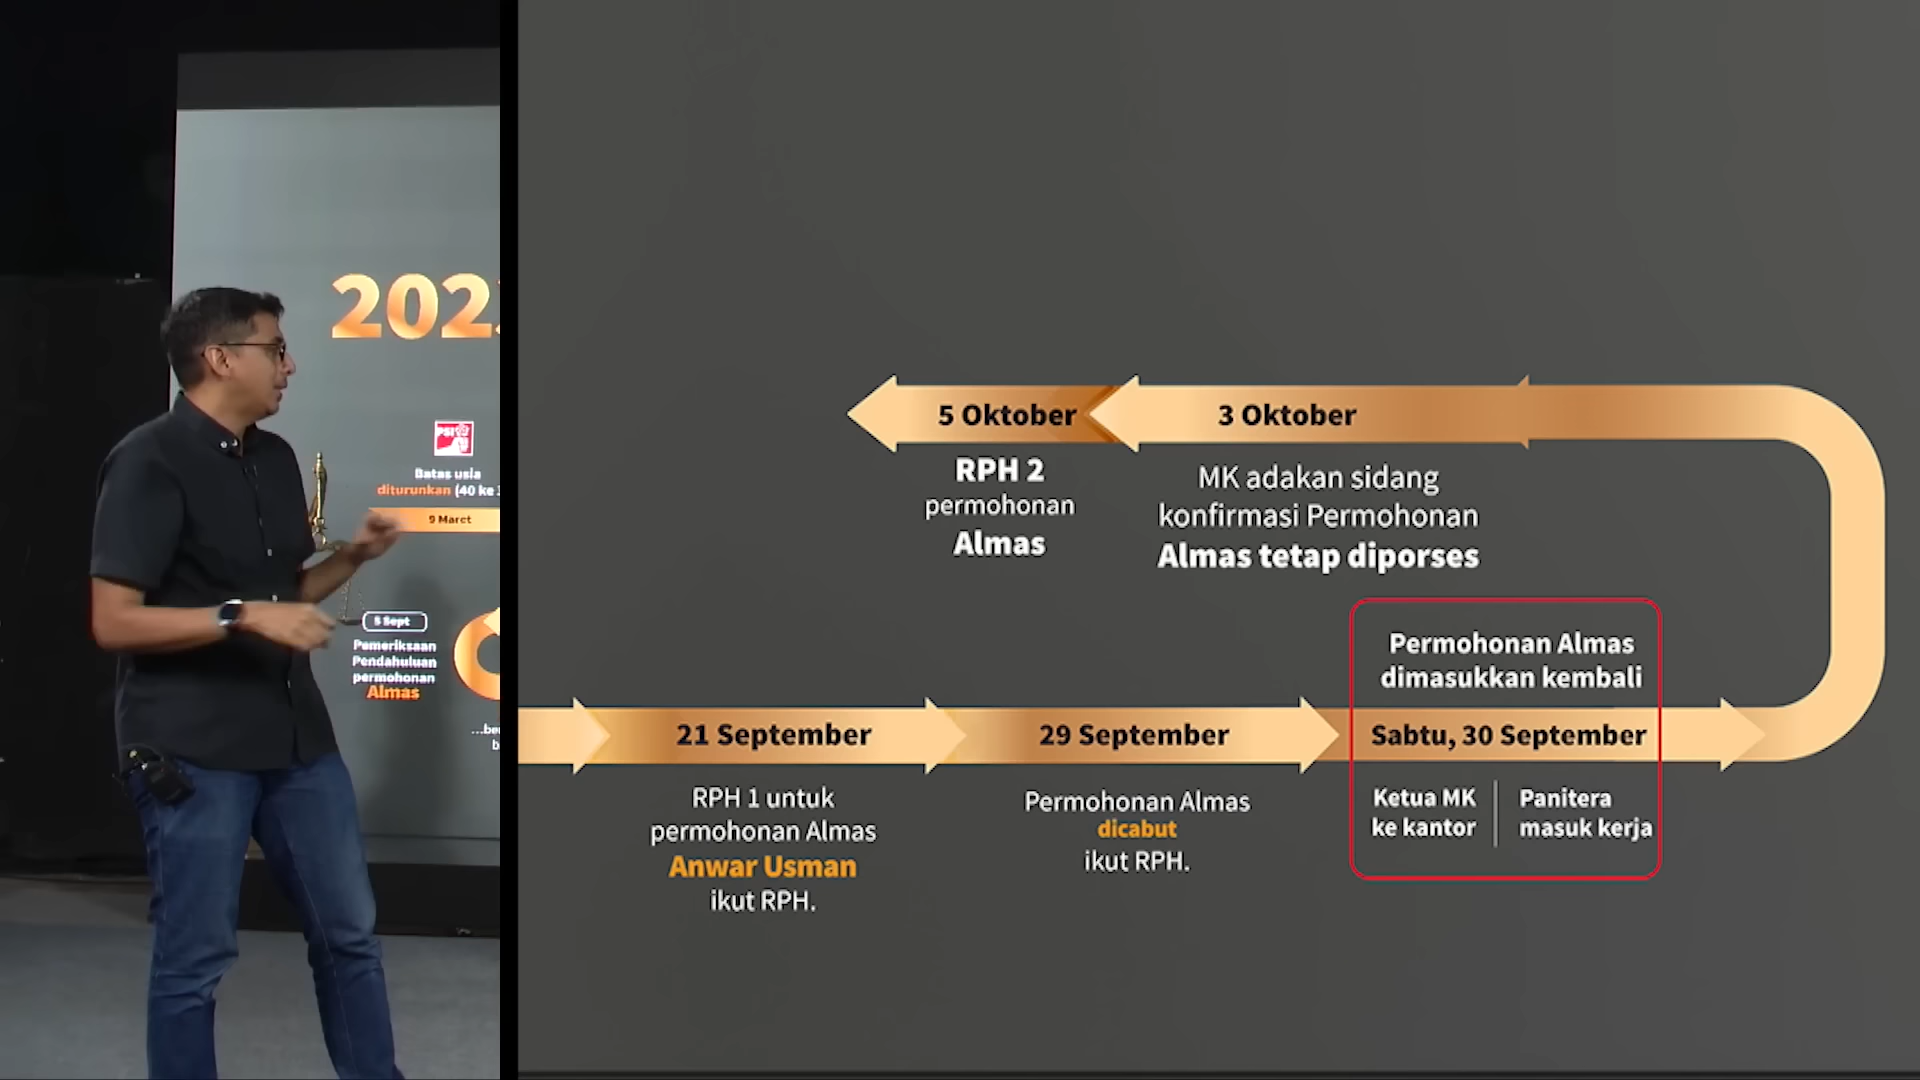 202
PSI
Batas usia
diturunkan (40 ke
9 Maret
5 Sept
Pemeriksaan
Pendahuluan
permohonan
Almas
5 Oktober
3 Oktober
RPH 2
permohonan
Almas
MK adakan sidang
konfirmasi Permohonan
Almas tetap diporses
Permohonan Almas
dimasukkan kembali
21 September
29 September
Sabtu, 30 September
RPH 1 untuk
permohonan Almas
Anwar Usman
ikut RPH.
Permohonan Almas
dicabut
ikut RPH.
Ketua MK
ke kantor
Panitera
masuk kerja